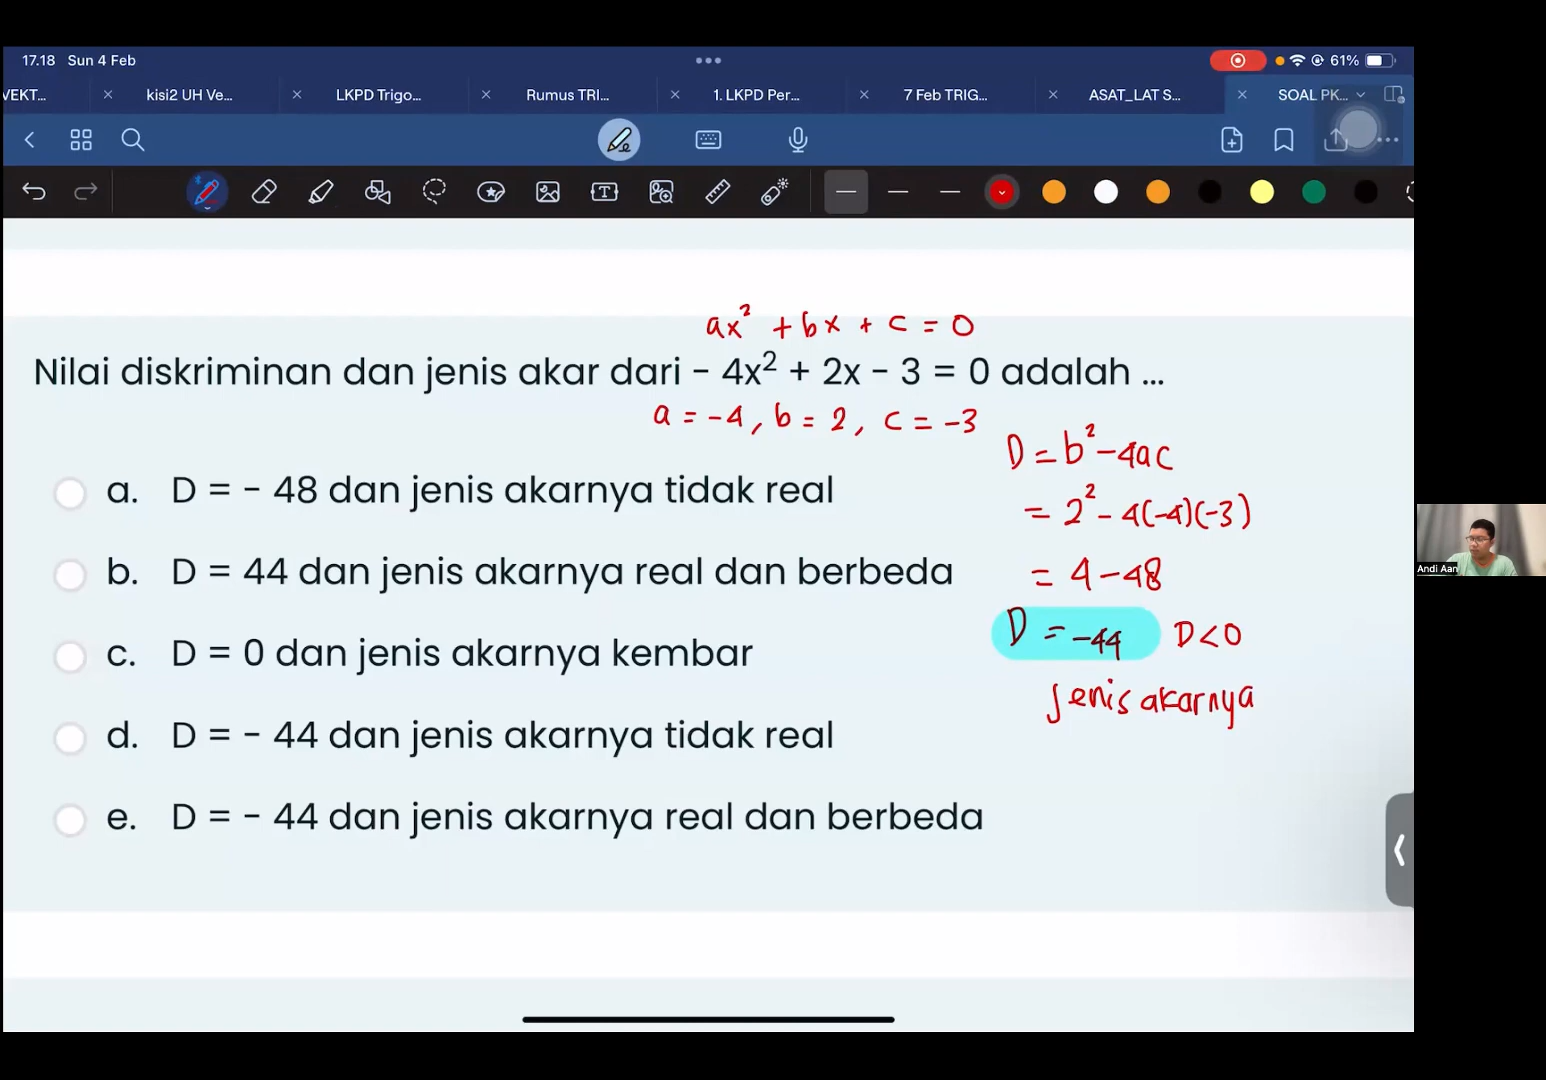 17.18 Sun 4 Feb
61%
VEKT...
kisi2 UH Ve...
LKPD Trigo...
Rumus TRI...
1. LKPD Per...
7 Feb TRIG...
ASAT_LAT S...
SOAL PK...
ax² + bx + c = 0
Nilai diskriminan dan jenis akar dari - 4x² + 2x - 3 = 0 adalah ...
a = -4, b = 2, c = -3
D = b² - 4ac
a. D = - 48 dan jenis akarnya tidak real
= 2² - 4(-4)(-3)
b. D = 44 dan jenis akarnya real dan berbeda
= 4 - 48
D = -44 D < 0
c. D = 0 dan jenis akarnya kembar
Jenis akarnya
d. D = - 44 dan jenis akarnya tidak real
e. D = - 44 dan jenis akarnya real dan berbeda
Andi Aan